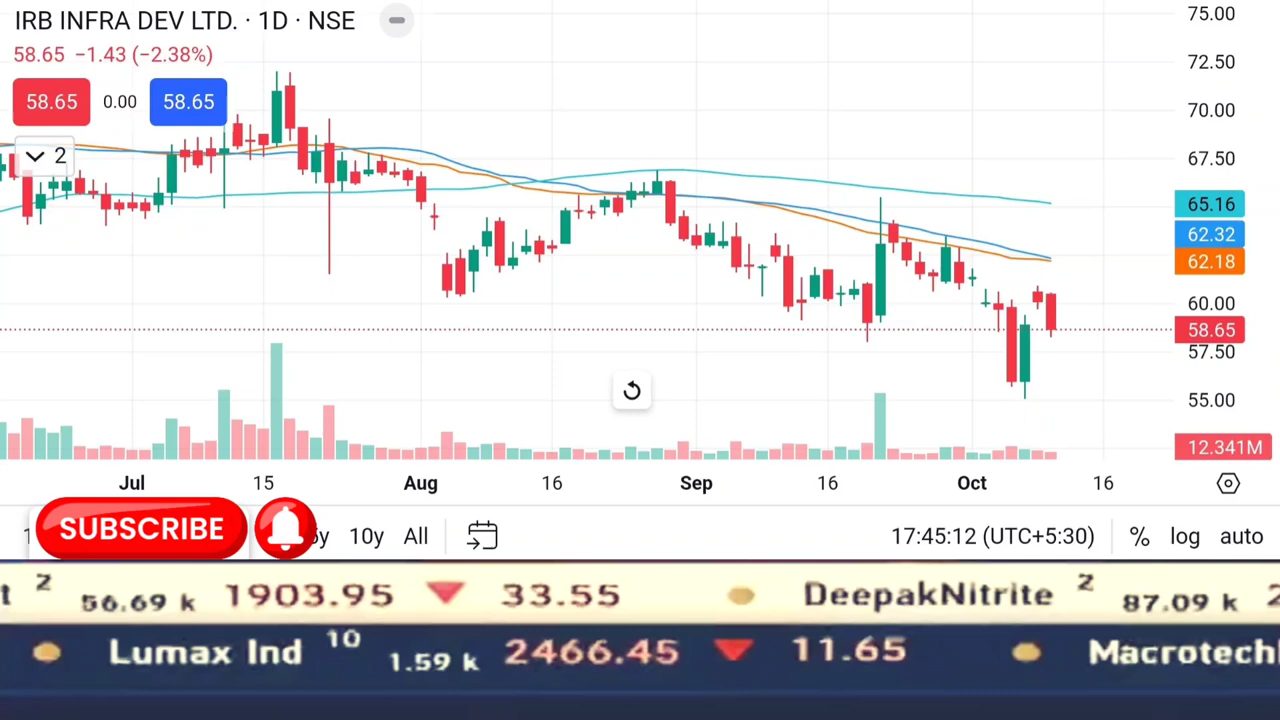 IRB INFRA DEV LTD. · 1D · NSE
58.65 −1.43 (−2.38%)
58.65 0.00 58.65
2
75.00
72.50
70.00
67.50
65.16
62.32
62.18
60.00
58.65
57.50
55.00
12.341M
Jul 15 Aug 16 Sep 16 Oct 16
SUBSCRIBE
10y All
17:45:12 (UTC+5:30) % log auto
t 2 56.69 k 1903.95 33.55 DeepakNitrite 2 87.09 k
Lumax Ind 10 1.59 k 2466.45 11.65 Macrotech